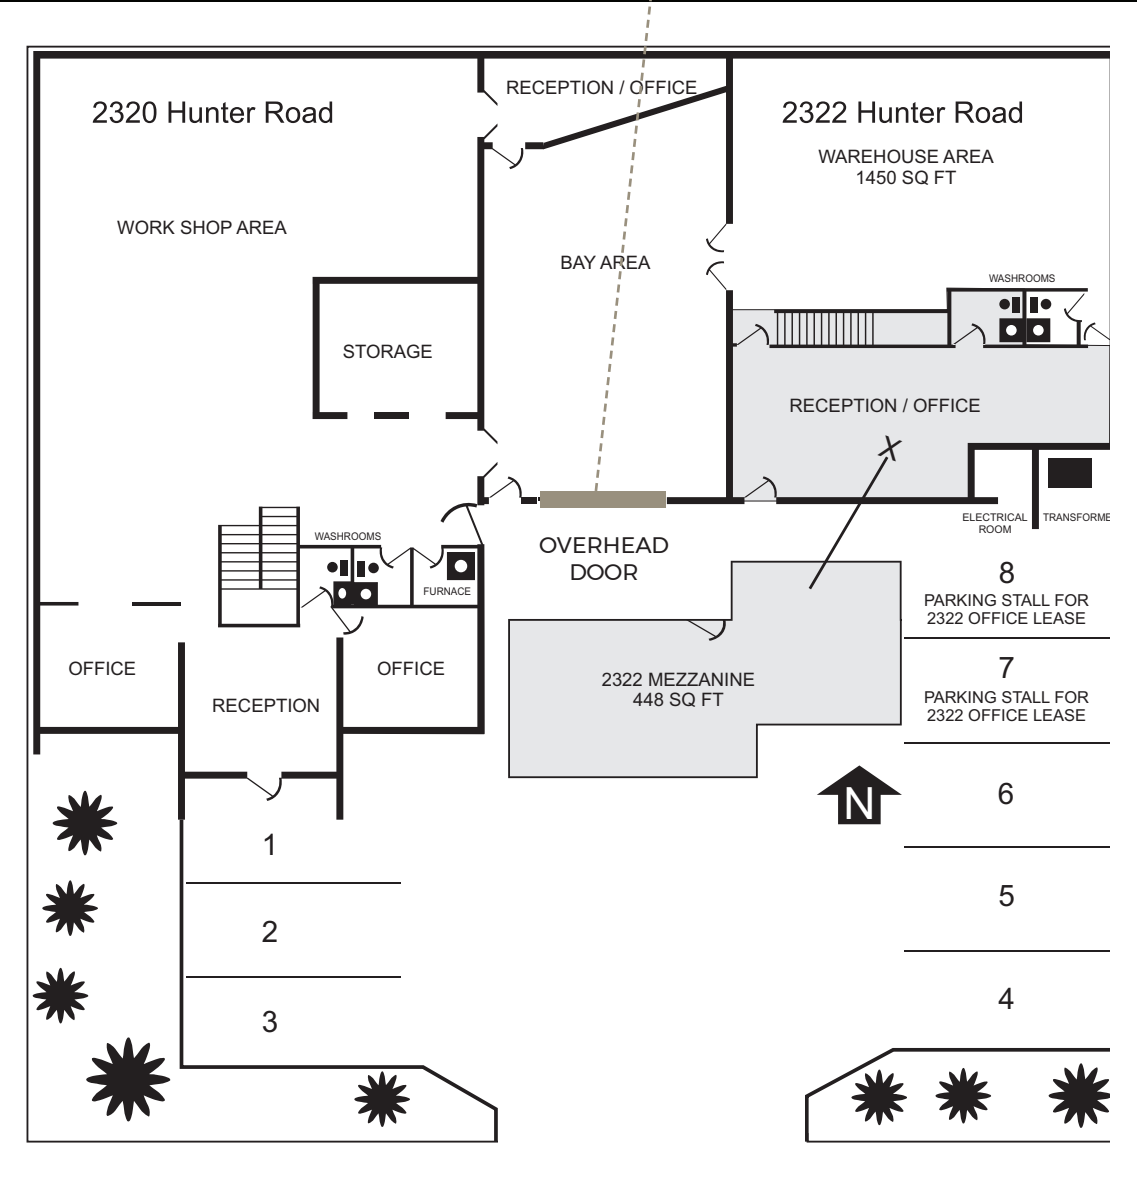 RECEPTION / OFFICE
2320 Hunter Road
2322 Hunter Road
WAREHOUSE AREA
1450 SQ FT
WORK SHOP AREA
BAY AREA
WASHROOMS
STORAGE
RECEPTION / OFFICE
X
ELECTRICAL
ROOM
TRANSFORME
WASHROOMS
OVERHEAD
DOOR
FURNACE
8
PARKING STALL FOR
2322 OFFICE LEASE
OFFICE
OFFICE
RECEPTION
2322 MEZZANINE
448 SQ FT
7
PARKING STALL FOR
2322 OFFICE LEASE
N
6
1
5
2
4
3